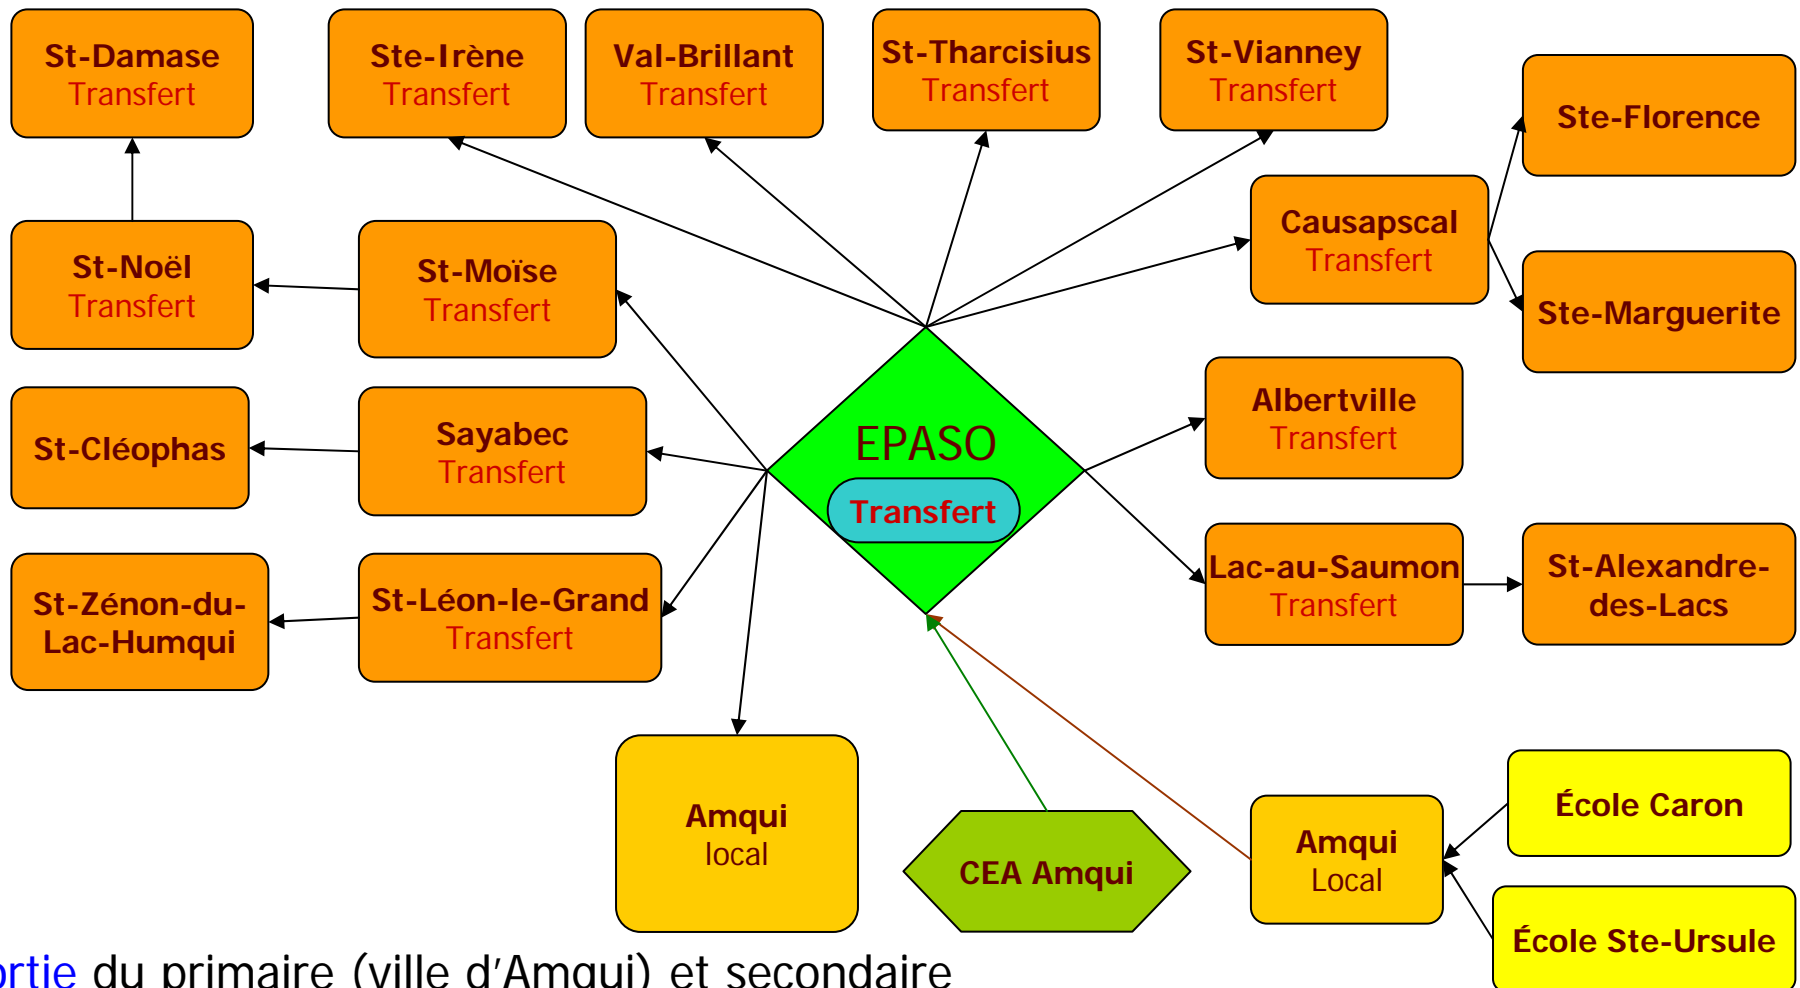 St-Damase
Transfert
Ste-Irène
Transfert
Val-Brillant
Transfert
St-Tharcisius
Transfert
St-Vianney
Transfert
Ste-Florence
Causapscal
Transfert
St-Noël
Transfert
St-Moïse
Transfert
Ste-Marguerite
Albertville
Transfert
St-Cléophas
Sayabec
Transfert
EPASO
Transfert
Lac-au-Saumon
Transfert
St-Alexandre-
des-Lacs
St-Zénon-du-
Lac-Humqui
St-Léon-le-Grand
Transfert
Amqui
local
CEA Amqui
Amqui
Local
École Caron
École Ste-Ursule
ortie du primaire (ville d'Amqui) et secondaire